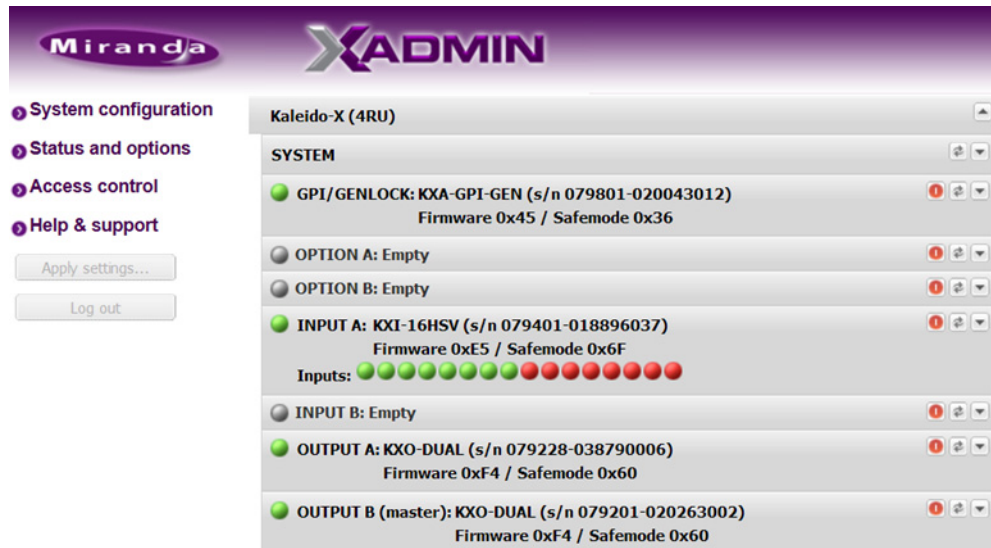 Miranda
XADMIN
System configuration
Status and options
Access control
Help & support
Apply settings...
Log out
Kaleido-X (4RU)
SYSTEM
GPI/GENLOCK: KXA-GPI-GEN (s/n 079801-020043012)
Firmware 0x45 / Safemode 0x36
OPTION A: Empty
OPTION B: Empty
INPUT A: KXI-16HSV (s/n 079401-018896037)
Firmware 0xE5 / Safemode 0x6F
Inputs:
INPUT B: Empty
OUTPUT A: KXO-DUAL (s/n 079228-038790006)
Firmware 0xF4 / Safemode 0x60
OUTPUT B (master): KXO-DUAL (s/n 079201-020263002)
Firmware 0xF4 / Safemode 0x60